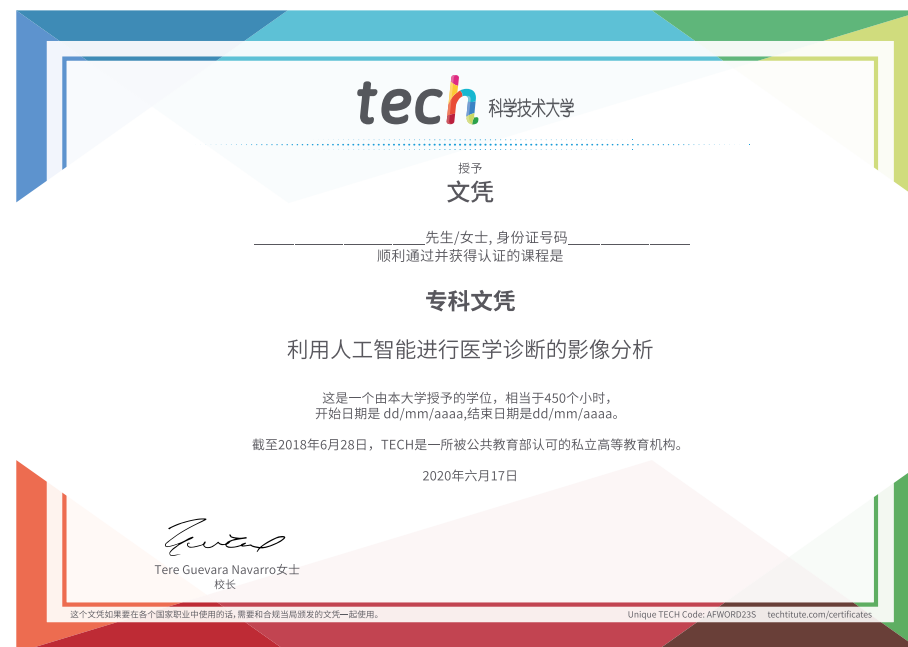 tech 科学技术大学
授予
文凭
______________________先生/女士, 身份证号码________________
顺利通过并获得认证的课程是
专科文凭
利用人工智能进行医学诊断的影像分析
这是一个由本大学授予的学位，相当于450个小时，
开始日期是 dd/mm/aaaa,结束日期是dd/mm/aaaa。
截至2018年6月28日，TECH是一所被公共教育部认可的私立高等教育机构。
2020年六月17日
Tere Guevara Navarro女士
校长
这个文凭如果要在各个国家职业中使用的话,需要和合规当局颁发的文凭一起使用。
Unique TECH Code: AFWORD23S techtitute.com/certificates